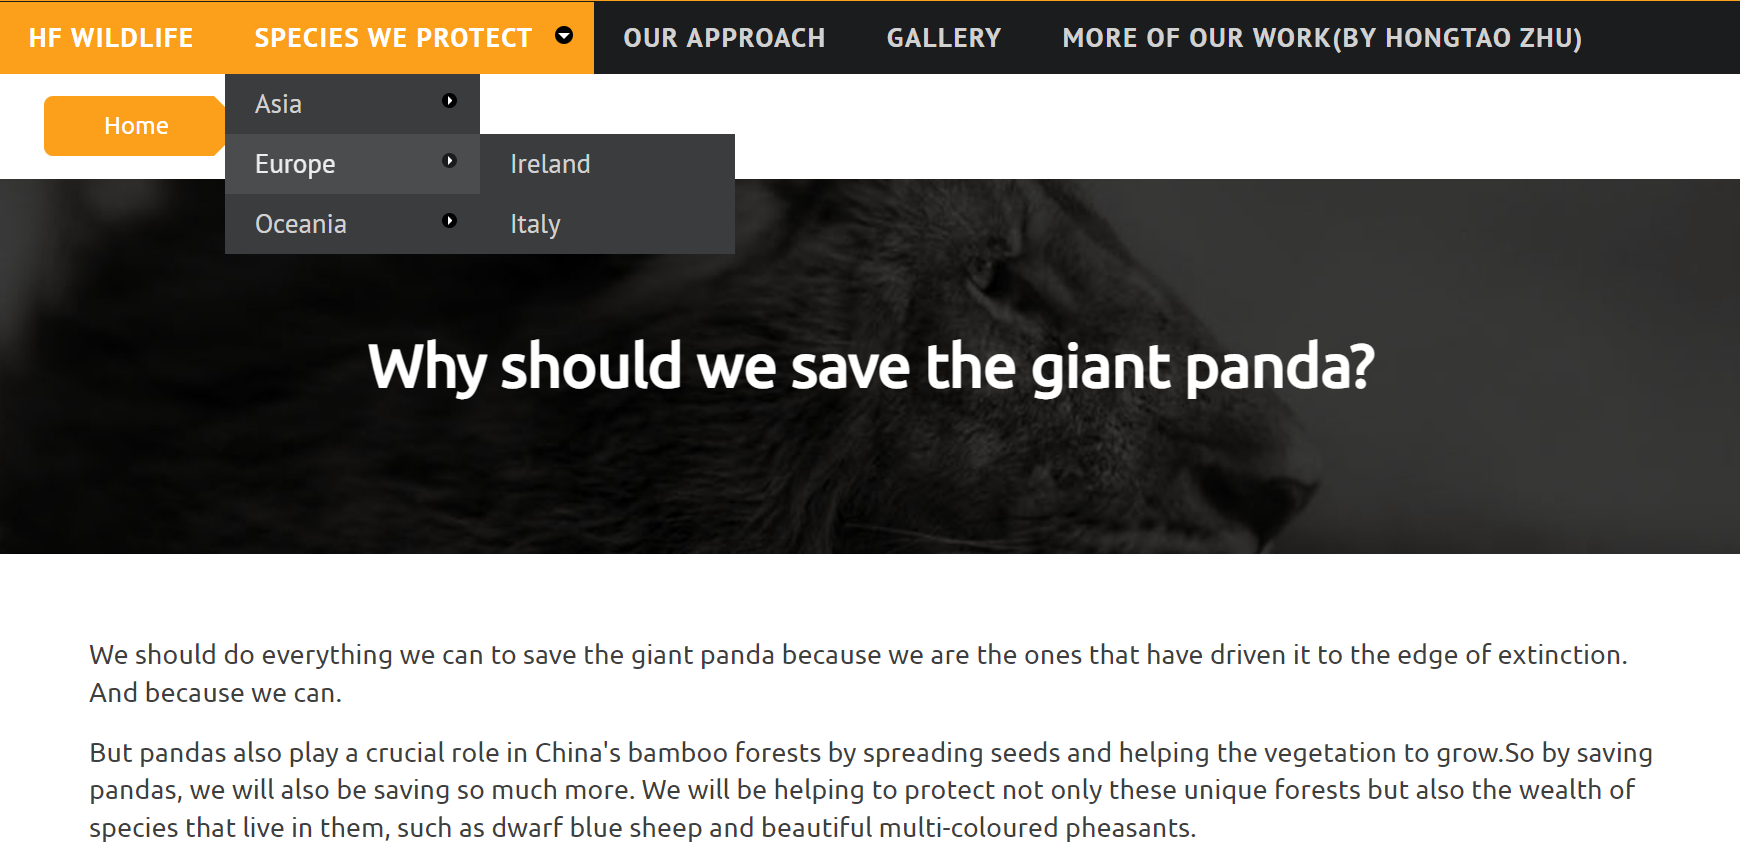 HF WILDLIFE SPECIES WE PROTECT OUR APPROACH GALLERY MORE OF OUR WORK(BY HONGTAO ZHU)
Home
Asia
Europe
Oceania
Ireland
Italy
Why should we save the giant panda?
We should do everything we can to save the giant panda because we are the ones that have driven it to the edge of extinction.
And because we can.
But pandas also play a crucial role in China's bamboo forests by spreading seeds and helping the vegetation to grow.So by saving
pandas, we will also be saving so much more. We will be helping to protect not only these unique forests but also the wealth of
species that live in them, such as dwarf blue sheep and beautiful multi-coloured pheasants.